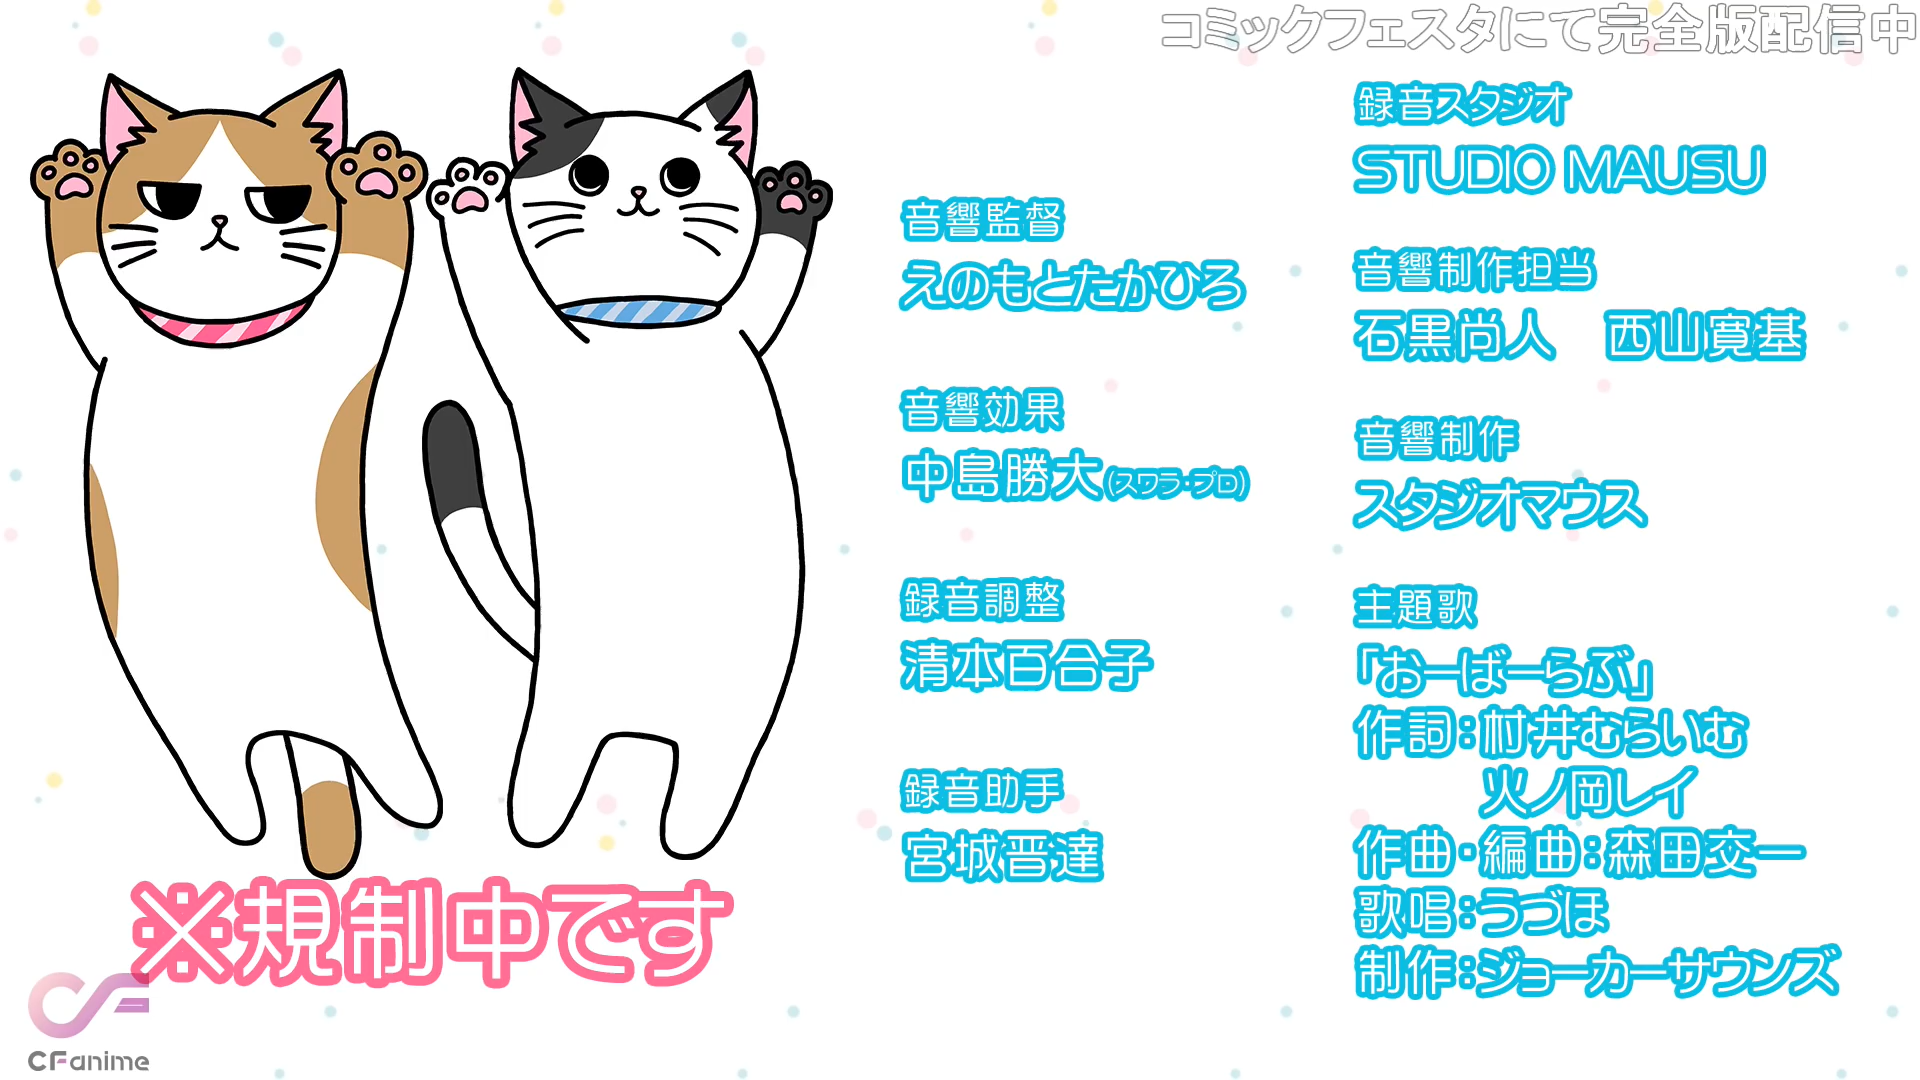 コミックフェスタにて完全版配信中
音響監督
えのもとたかひろ
音響効果
中島勝大(スワラ・プロ)
録音調整
清本百合子
録音助手
宮城晋達
録音スタジオ
STUDIO MAUSU
音響制作担当
石黒尚人　西山寛基
音響制作
スタジオマウス
主題歌
「おーばーらぶ」
作詞：村井むらいむ
火ノ岡レイ
作曲・編曲：森田交一
歌唱：うづほ
制作：ジョーカーサウンズ
※規制中です
CFanime